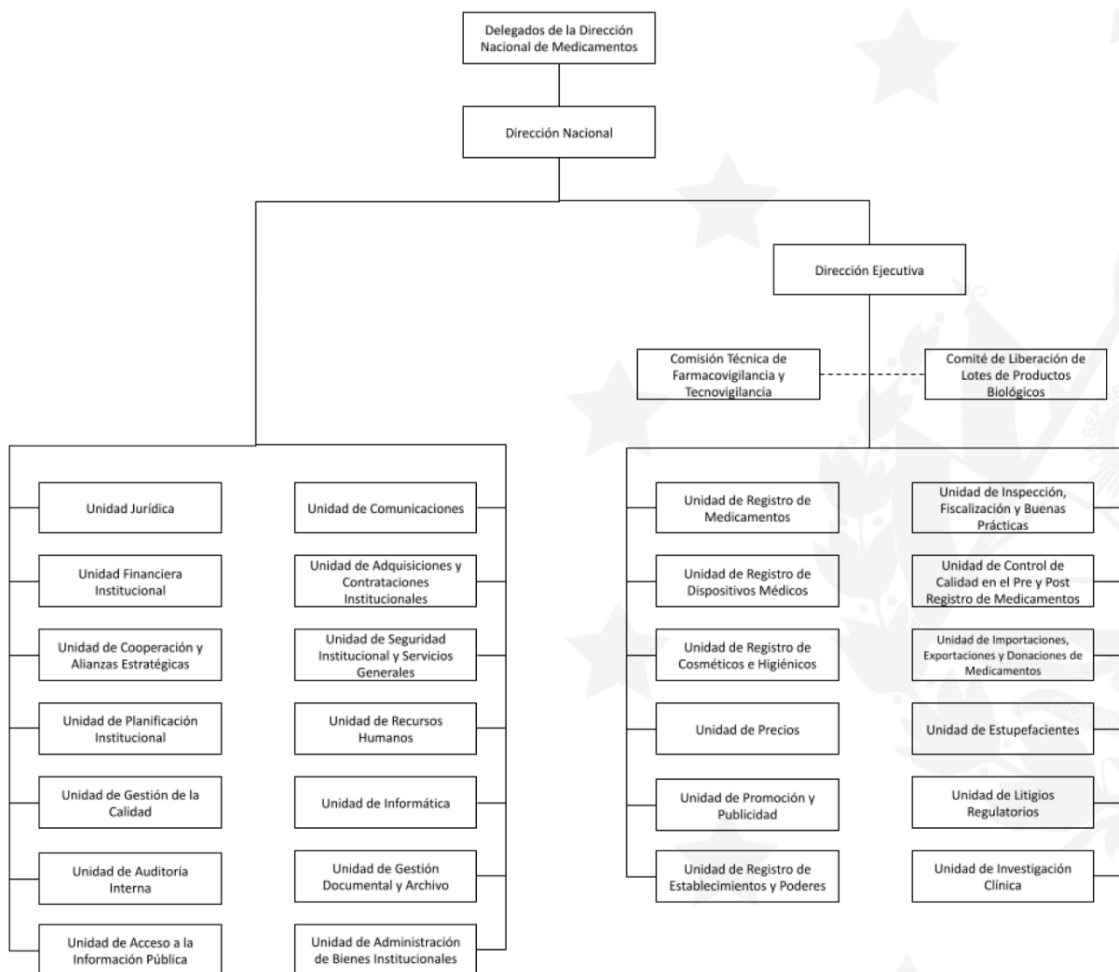 Delegados de la Dirección
Nacional de Medicamentos
Dirección Nacional
Dirección Ejecutiva
Comisión Técnica de
Farmacovigilancia y
Tecnovigilancia
Comité de Liberación de
Lotes de Productos
Biológicos
Unidad Jurídica
Unidad de Comunicaciones
Unidad Financiera
Institucional
Unidad de Adquisiciones y
Contrataciones
Institucionales
Unidad de Cooperación y
Alianzas Estratégicas
Unidad de Seguridad
Institucional y Servicios
Generales
Unidad de Planificación
Institucional
Unidad de Recursos
Humanos
Unidad de Gestión de la
Calidad
Unidad de Informática
Unidad de Auditoría
Interna
Unidad de Gestión
Documental y Archivo
Unidad de Acceso a la
Información Pública
Unidad de Administración
de Bienes Institucionales
Unidad de Registro de
Medicamentos
Unidad de Inspección,
Fiscalización y Buenas
Prácticas
Unidad de Registro de
Dispositivos Médicos
Unidad de Control de
Calidad en el Pre y Post
Registro de Medicamentos
Unidad de Registro de
Cosméticos e Higiénicos
Unidad de Importaciones,
Exportaciones y Donaciones de
Medicamentos
Unidad de Precios
Unidad de Estupefacientes
Unidad de Promoción y
Publicidad
Unidad de Litigios
Regulatorios
Unidad de Registro de
Establecimientos y Poderes
Unidad de Investigación
Clínica